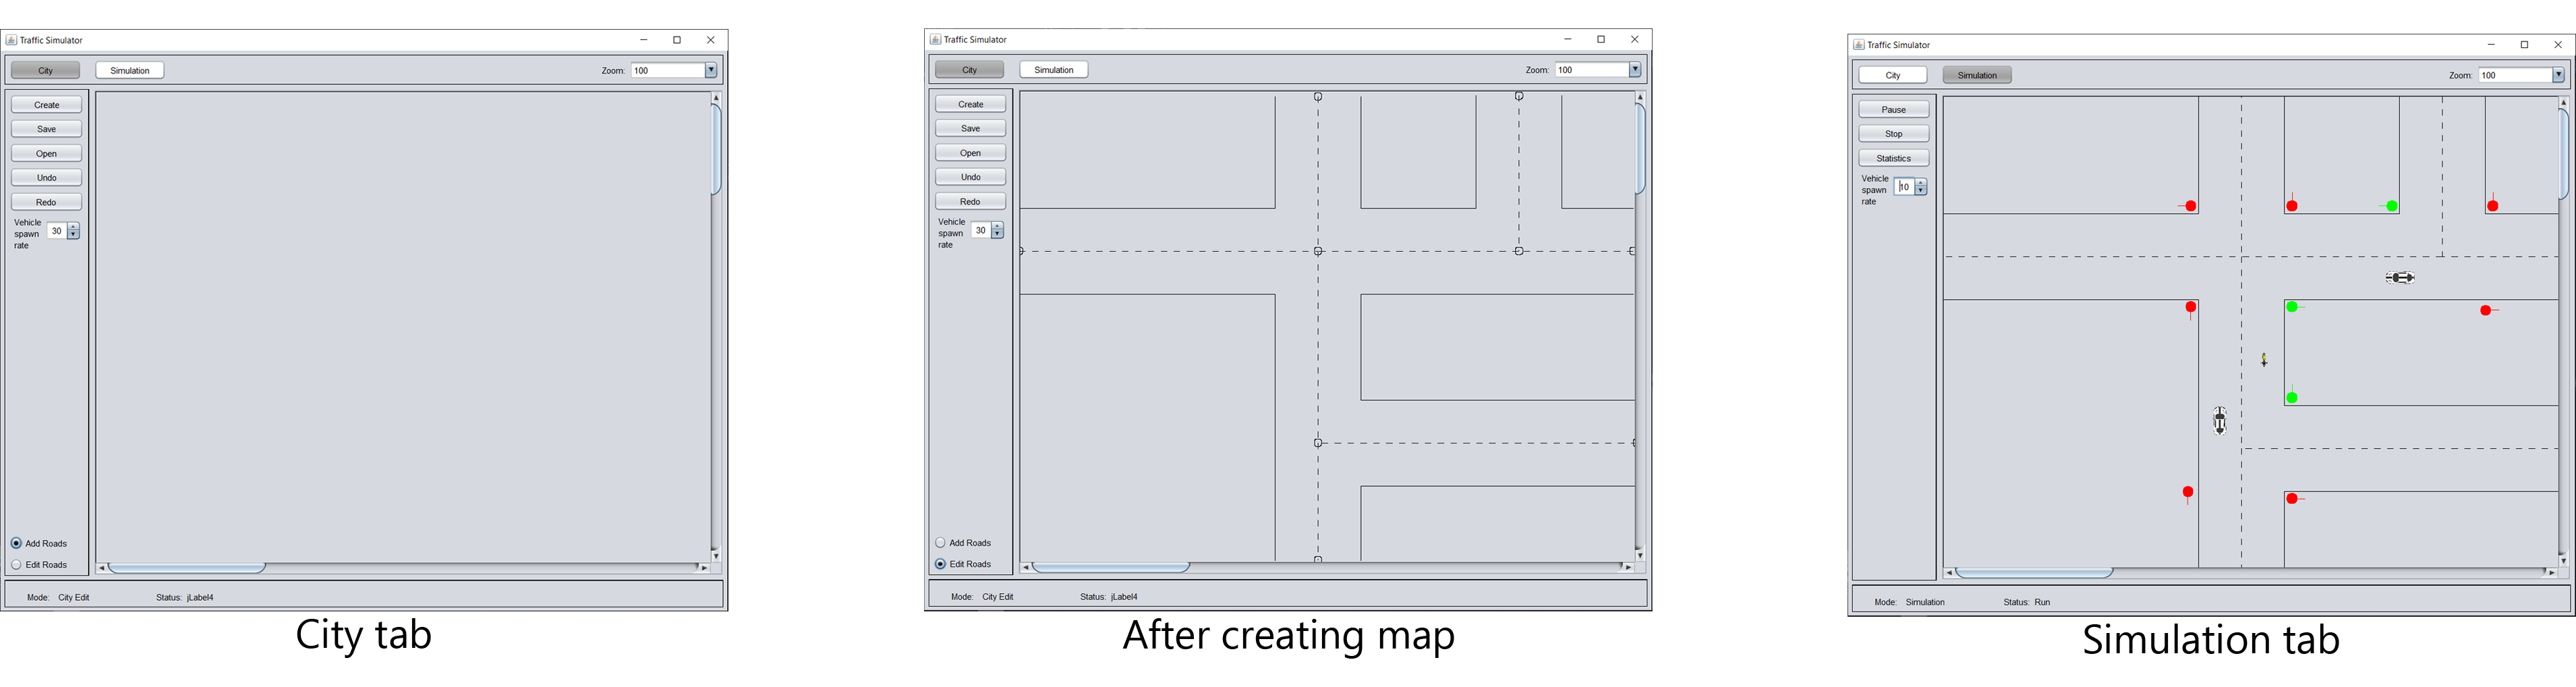 Traffic Simulator
City Simulation Zoom: 100
Create
Save
Open
Undo
Redo
Vehicle
spawn
rate
30
Add Roads
Edit Roads
Mode: City Edit Status: jLabel4
City tab
Traffic Simulator
City Simulation Zoom: 100
Create
Save
Open
Undo
Redo
Vehicle
spawn
rate
30
Add Roads
Edit Roads
Mode: City Edit Status: jLabel4
After creating map
Traffic Simulator
City Simulation Zoom: 100
Pause
Stop
Statistics
Vehicle
spawn
rate
10
Mode: Simulation Status: Run
Simulation tab